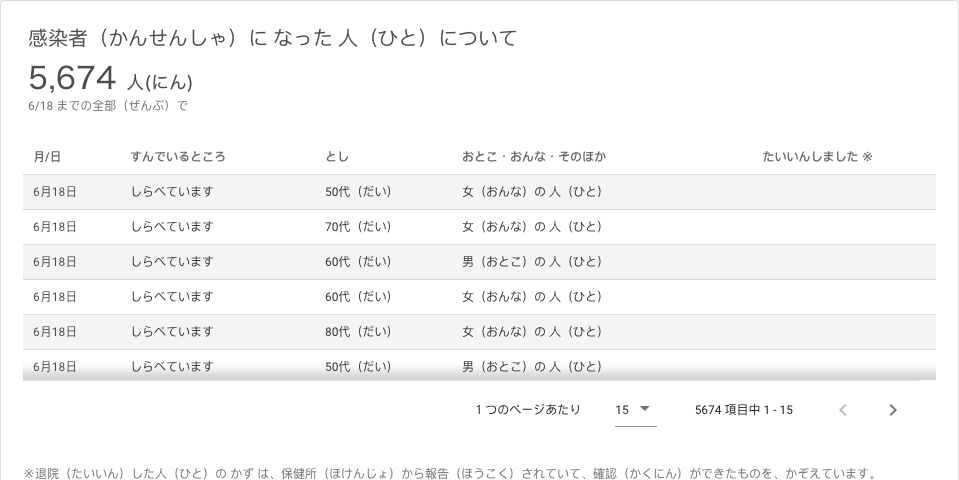 感染者（かんせんしゃ）に なった 人（ひと）について
5,674 人(にん)
6/18 までの全部（ぜんぶ）で
月/日 すんでいるところ とし おとこ・おんな・そのほか たいいんしました ※
6月18日 しらべています 50代（だい） 女（おんな）の 人（ひと）
6月18日 しらべています 70代（だい） 女（おんな）の 人（ひと）
6月18日 しらべています 60代（だい） 男（おとこ）の 人（ひと）
6月18日 しらべています 60代（だい） 女（おんな）の 人（ひと）
6月18日 しらべています 80代（だい） 女（おんな）の 人（ひと）
6月18日 しらべています 50代（だい） 男（おとこ）の 人（ひと）
1 つのページあたり 15 5674 項目中 1 - 15
※退院（たいいん）した人（ひと）の かず は、保健所（ほけんじょ）から報告（ほうこく）されていて、確認（かくにん）ができたものを、かぞえています。